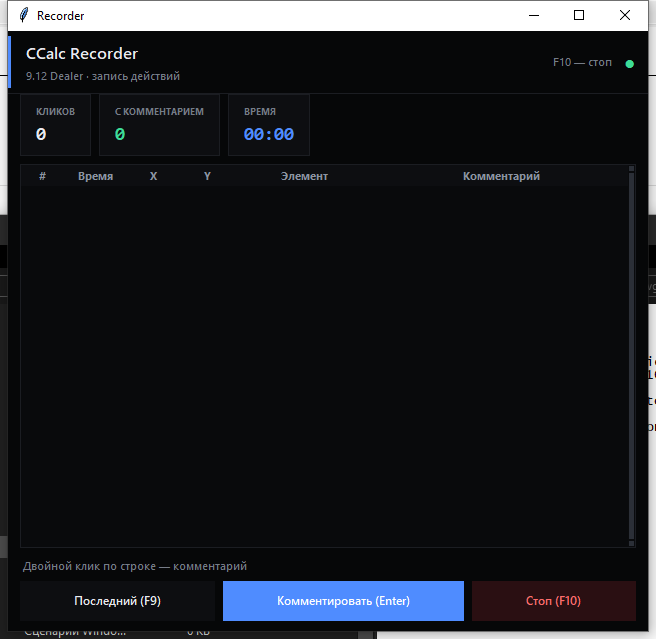 Recorder
CCalc Recorder
9.12 Dealer · запись действий
F10 — стоп
КЛИКОВ
0
С КОММЕНТАРИЕМ
0
ВРЕМЯ
00:00
# Время X Y Элемент Комментарий
Двойной клик по строке — комментарий
Последний (F9)
Комментировать (Enter)
Стоп (F10)